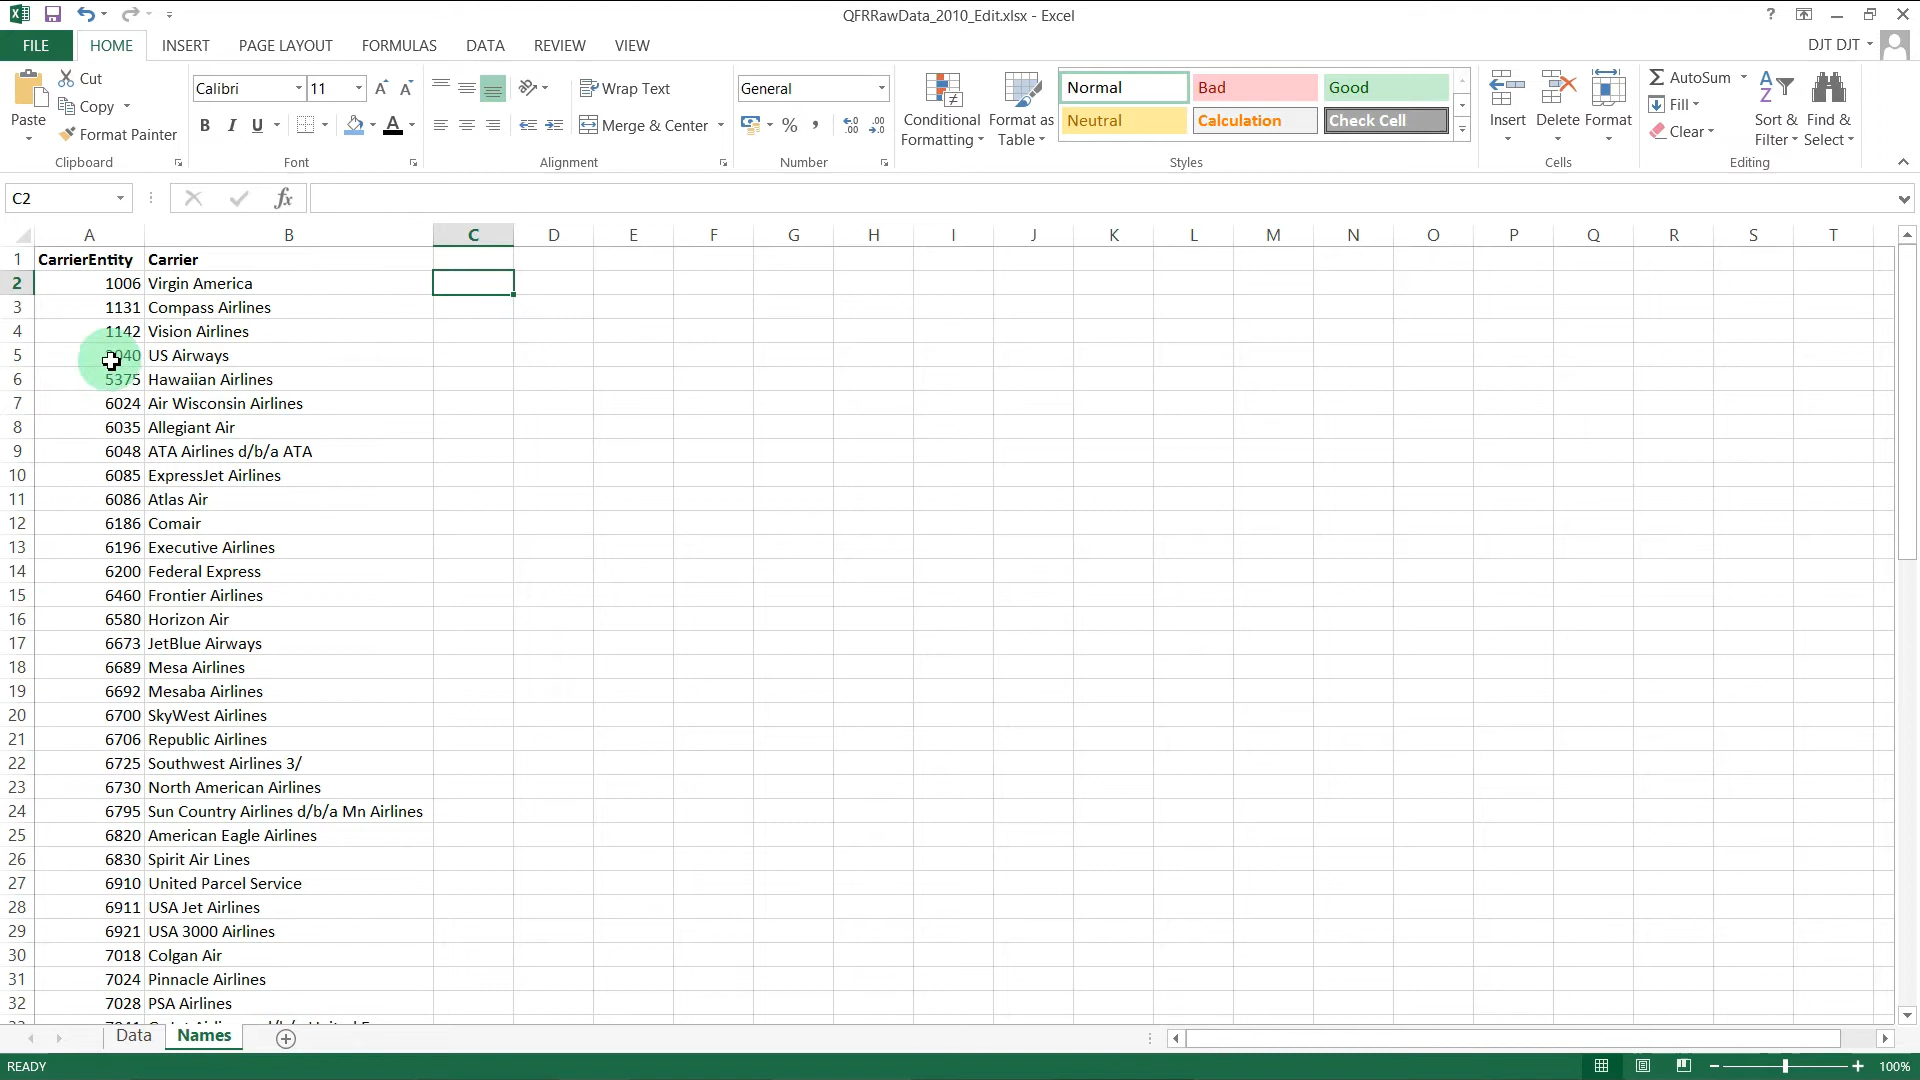 QFRRawData_2010_Edit.xlsx - Excel
FILE HOME INSERT PAGE LAYOUT FORMULAS DATA REVIEW VIEW DJT DJT
Paste Cut Copy Format Painter
Calibri 11 B I U A A A
Wrap Text Merge & Center
General % ,
Conditional Formatting Format as Table
Normal Bad Good
Neutral Calculation Check Cell
Insert Delete Format
AutoSum Fill Clear
Sort & Filter Find & Select
Clipboard Font Alignment Number Styles Cells Editing
C2 fx
A B C D E F G H I J K L M N O P Q R S T
1 CarrierEntity Carrier
2 1006 Virgin America
3 1131 Compass Airlines
4 1142 Vision Airlines
5 US Airways
6 5375 Hawaiian Airlines
7 6024 Air Wisconsin Airlines
8 6035 Allegiant Air
9 6048 ATA Airlines d/b/a ATA
10 6085 ExpressJet Airlines
11 6086 Atlas Air
12 6186 Comair
13 6196 Executive Airlines
14 6200 Federal Express
15 6460 Frontier Airlines
16 6580 Horizon Air
17 6673 JetBlue Airways
18 6689 Mesa Airlines
19 6692 Mesaba Airlines
20 6700 SkyWest Airlines
21 6706 Republic Airlines
22 6725 Southwest Airlines 3/
23 6730 North American Airlines
24 6795 Sun Country Airlines d/b/a Mn Airlines
25 6820 American Eagle Airlines
26 6830 Spirit Air Lines
27 6910 United Parcel Service
28 6911 USA Jet Airlines
29 6921 USA 3000 Airlines
30 7018 Colgan Air
31 7024 Pinnacle Airlines
32 7028 PSA Airlines
Data Names
READY 100%